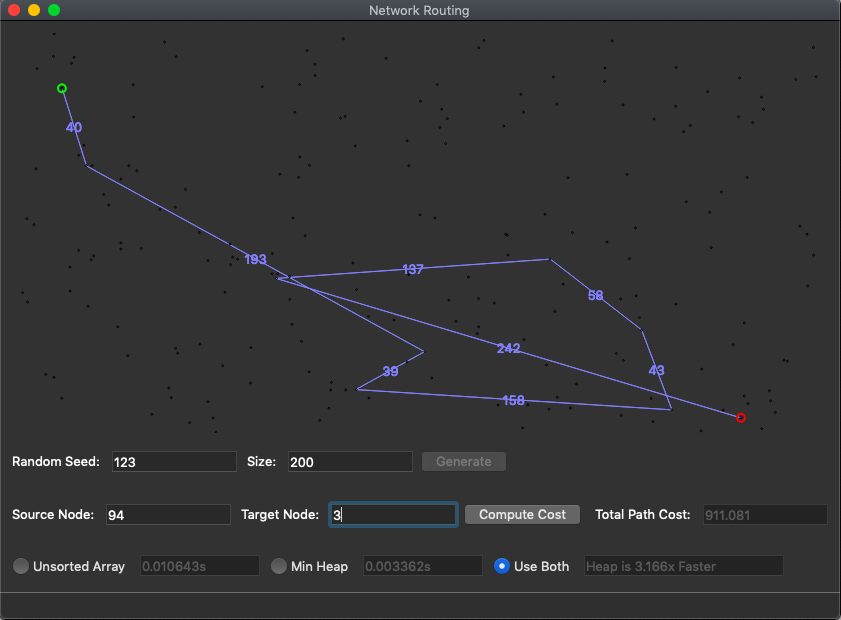 Network Routing
40
193
137
58
242
39
43
158
Random Seed: 123 Size: 200 Generate
Source Node: 94 Target Node: 3 Compute Cost Total Path Cost: 911.081
Unsorted Array 0.010643s Min Heap 0.003362s Use Both Heap is 3.166x Faster